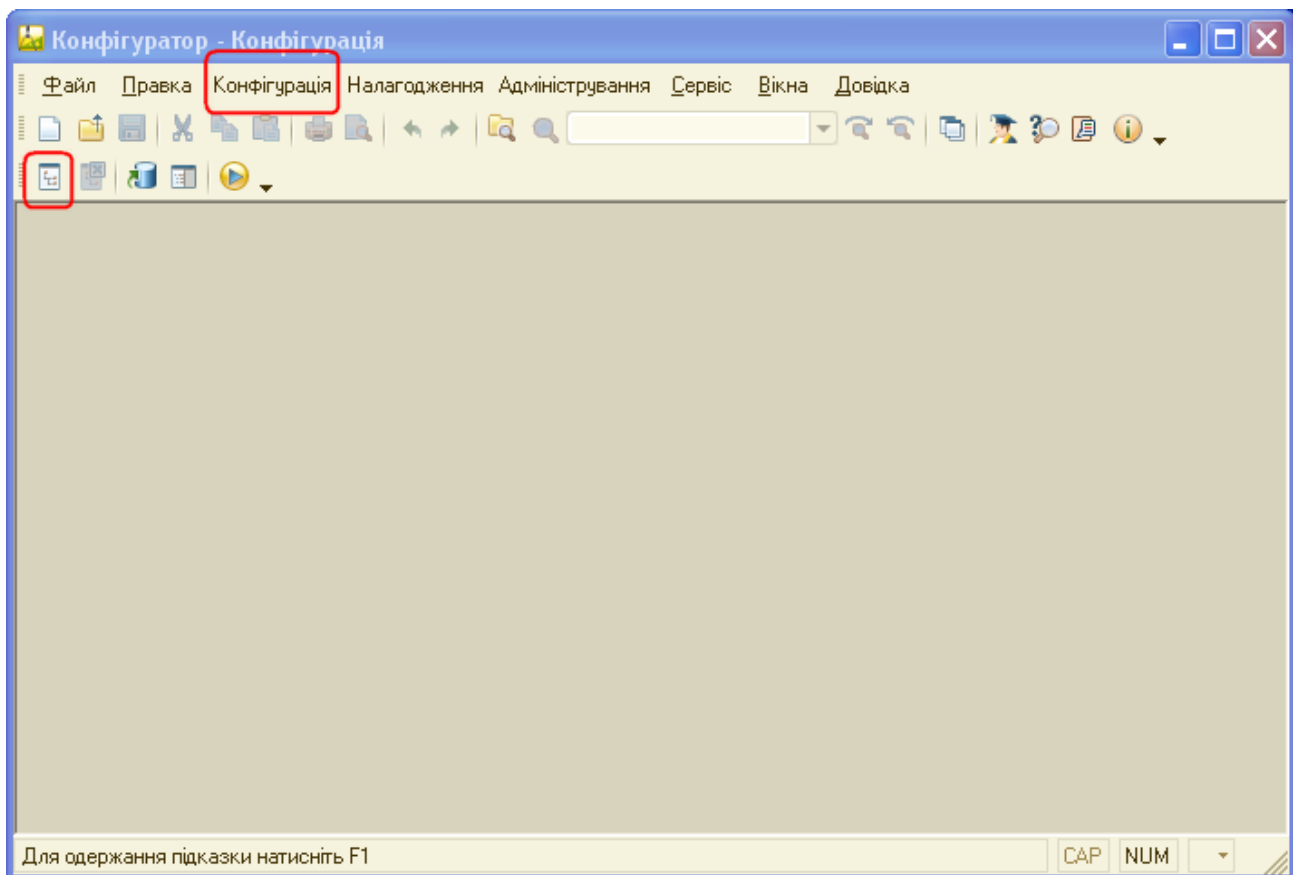 Конфігуратор - Конфігурація
Файл Правка Конфігурація Налагодження Адміністрування Сервіс Вікна Довідка
Для одержання підказки натисніть F1 CAP NUM